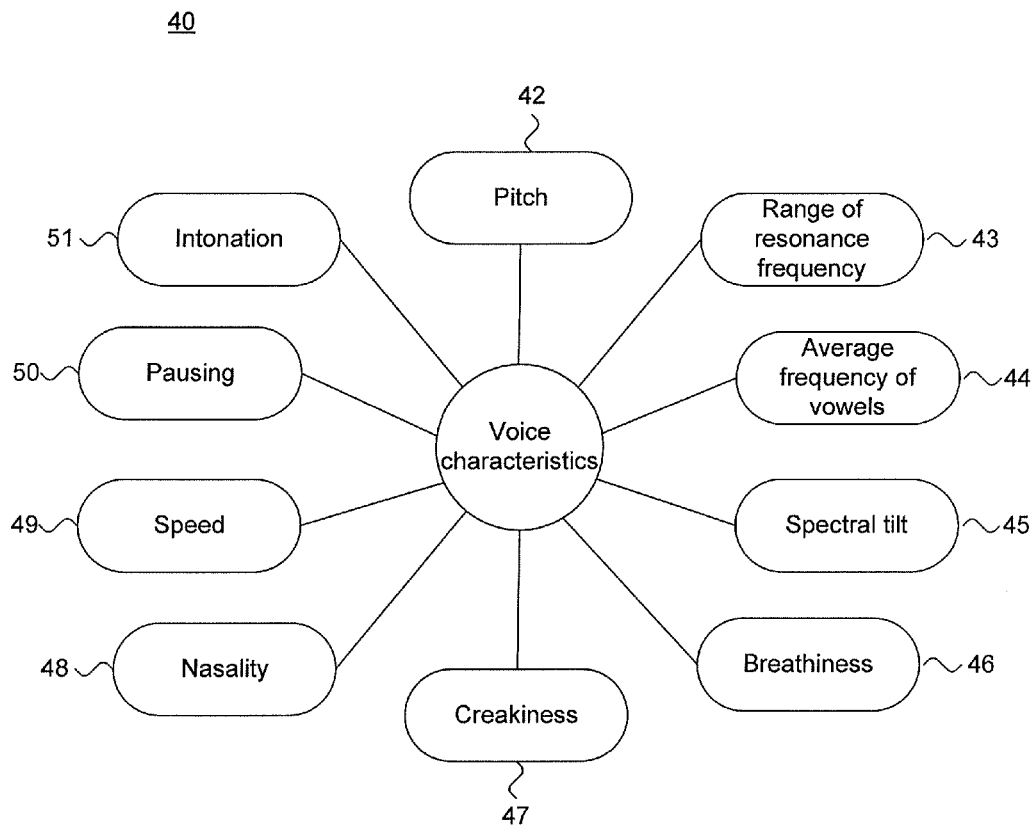 40
42
Pitch
Range of
resonance
frequency
43
51
Intonation
50
Pausing
Average
frequency of
vowels
44
Voice
characteristics
49
Speed
Spectral tilt
45
48
Nasality
Breathiness
46
Creakiness
47